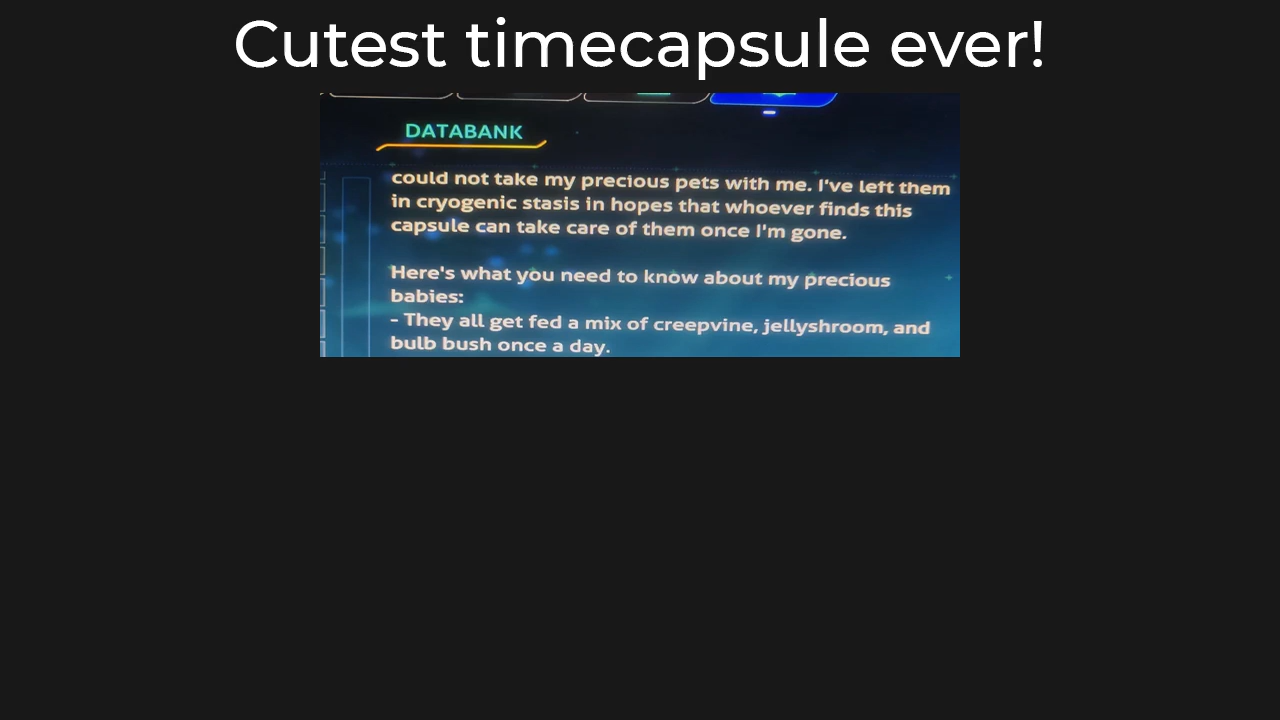 Cutest timecapsule ever!
DATABANK
could not take my precious pets with me. I've left them
in cryogenic stasis in hopes that whoever finds this
capsule can take care of them once I'm gone.
Here's what you need to know about my precious
babies:
- They all get fed a mix of creepvine, jellyshroom, and
bulb bush once a day.